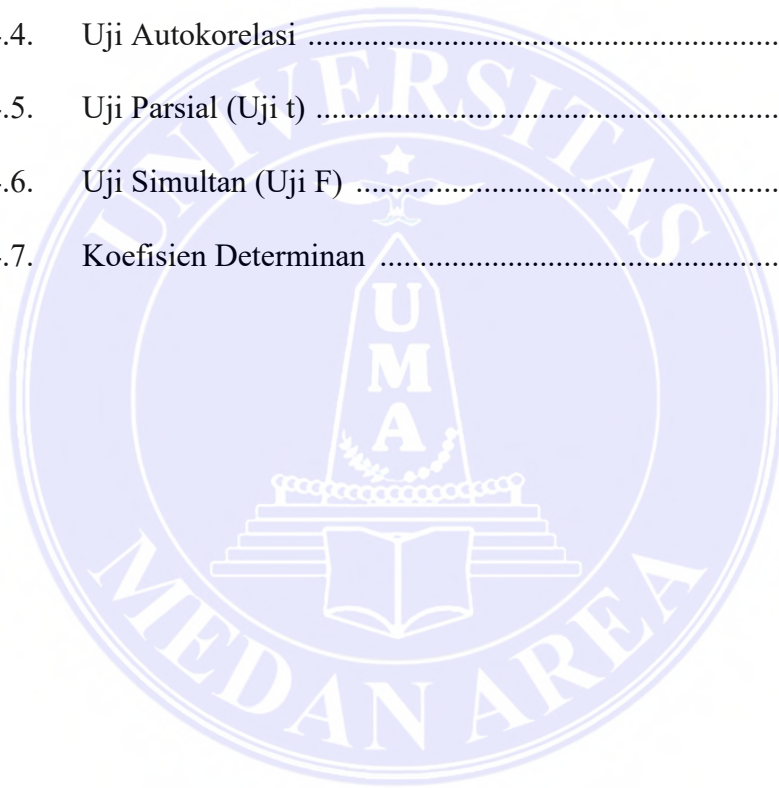 .4. Uji Autokorelasi ............................................................
.5. Uji Parsial (Uji t) ...........................................................
.6. Uji Simultan (Uji F) ......................................................
.7. Koefisien Determinan ...................................................
UNIVERSITAS
UMA
MEDAN AREA